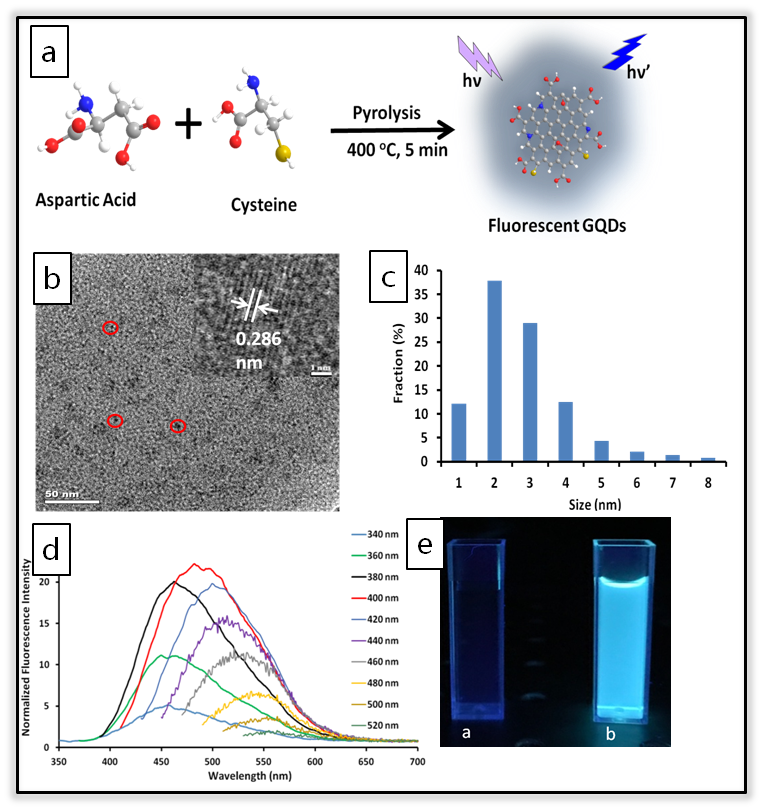 a
hν
hν’
Pyrolysis
400 ºC, 5 min
Aspartic Acid
Cysteine
Fluorescent GQDs
b
0.286
nm
1 nm
50 nm
c
Fraction (%)
40
35
30
25
20
15
10
5
0
1 2 3 4 5 6 7 8
Size (nm)
d
Normalized Fluorescence Intensity
20
15
10
5
0
350 400 450 500 550 600 650 700
Wavelength (nm)
340 nm
360 nm
380 nm
400 nm
420 nm
440 nm
460 nm
480 nm
500 nm
520 nm
e
a
b